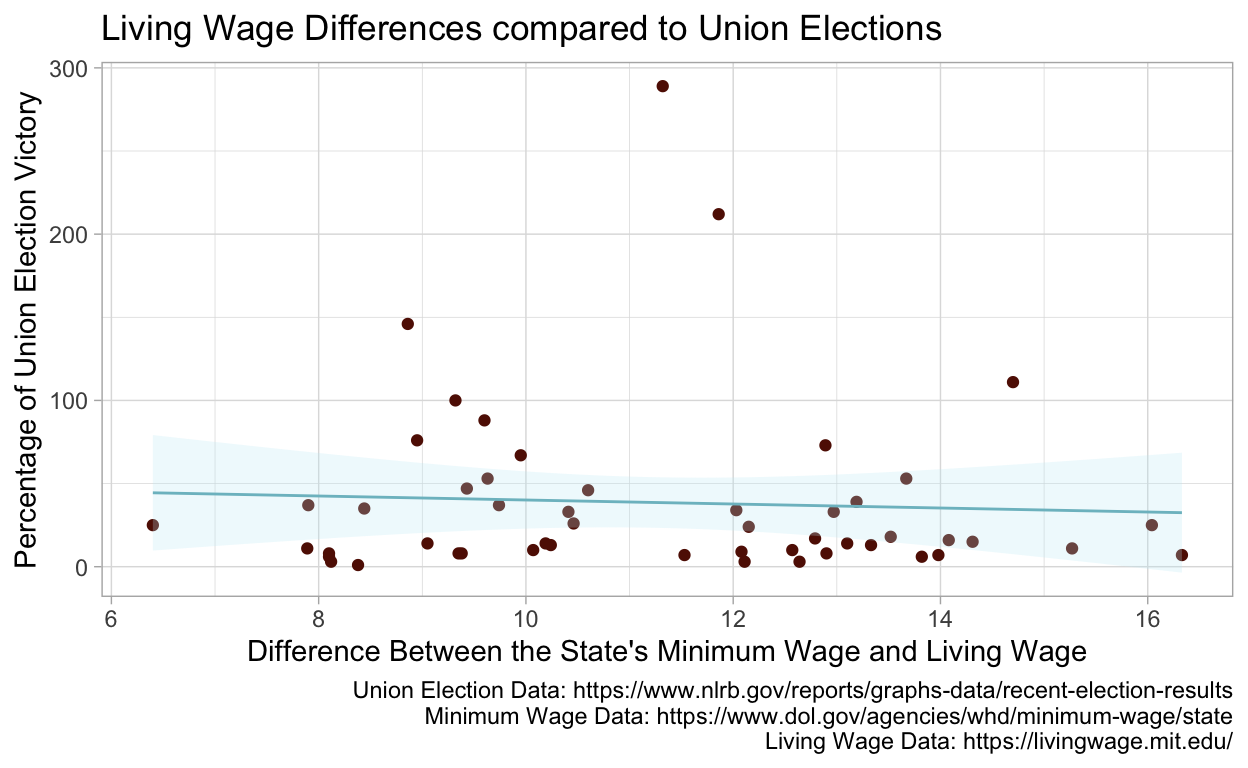 Living Wage Differences compared to Union Elections
Percentage of Union Election Victory
300
200
100
0
6 8 10 12 14 16
Difference Between the State's Minimum Wage and Living Wage
Union Election Data: https://www.nlrb.gov/reports/graphs-data/recent-election-results
Minimum Wage Data: https://www.dol.gov/agencies/whd/minimum-wage/state
Living Wage Data: https://livingwage.mit.edu/